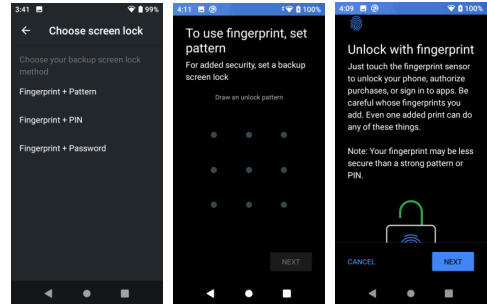 3:41 99%
Choose screen lock
Choose your backup screen lock
method
Fingerprint + Pattern
Fingerprint + PIN
Fingerprint + Password
4:11 100%
To use fingerprint, set
pattern
For added security, set a backup
screen lock
Draw an unlock pattern
NEXT
4:09 100%
Unlock with fingerprint
Just touch the fingerprint sensor
to unlock your phone, authorize
purchases, or sign in to apps. Be
careful whose fingerprints you
add. Even one added print can do
any of these things.
Note: Your fingerprint may be less
secure than a strong pattern or
PIN.
CANCEL NEXT